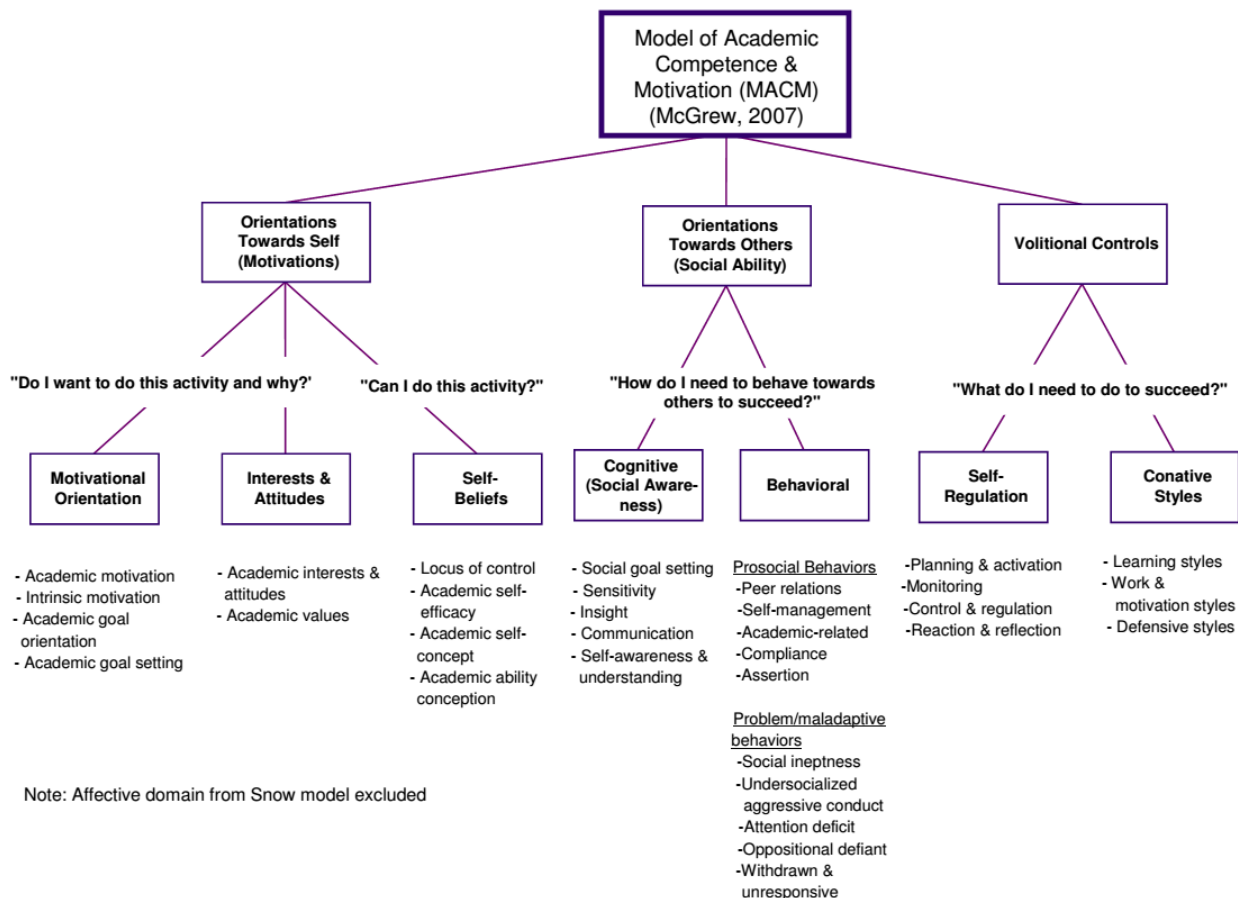 Model of Academic
Competence &
Motivation (MACM)
(McGrew, 2007)
Orientations
Towards Self
(Motivations)
Orientations
Towards Others
(Social Ability)
Volitional Controls
"Do I want to do this activity and why?'
"Can I do this activity?"
"How do I need to behave towards
others to succeed?"
"What do I need to do to succeed?"
Motivational
Orientation
Interests &
Attitudes
Self-
Beliefs
Cognitive
(Social Aware-
ness)
Behavioral
Self-
Regulation
Conative
Styles
- Academic motivation
- Intrinsic motivation
- Academic goal
orientation
- Academic goal setting
- Academic interests &
attitudes
- Academic values
- Locus of control
- Academic self-
efficacy
- Academic self-
concept
- Academic ability
conception
- Social goal setting
- Sensitivity
- Insight
- Communication
- Self-awareness &
understanding
Prosocial Behaviors
-Peer relations
-Self-management
-Academic-related
-Compliance
-Assertion
Problem/maladaptive
behaviors
-Social ineptness
-Undersocialized
aggressive conduct
-Attention deficit
-Oppositional defiant
-Withdrawn &
unresponsive
-Planning & activation
-Monitoring
-Control & regulation
-Reaction & reflection
- Learning styles
- Work &
motivation styles
- Defensive styles
Note: Affective domain from Snow model excluded